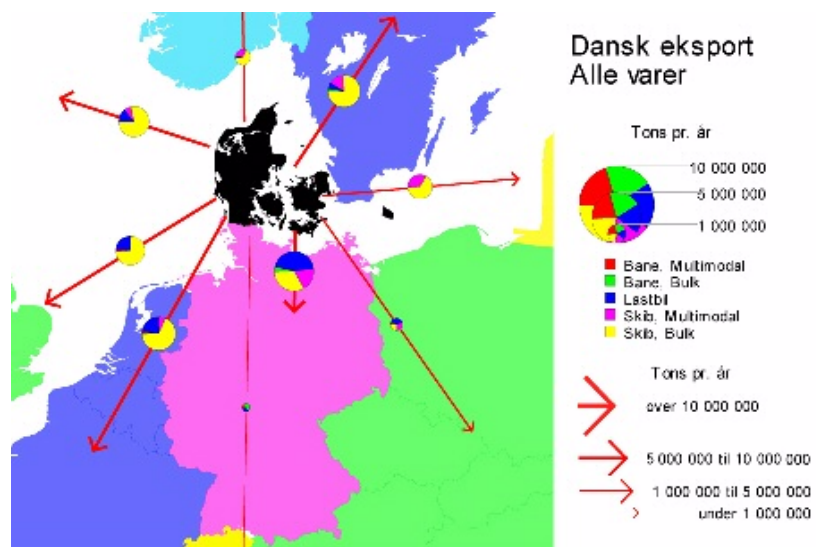 Dansk eksport
Alle varer
Tons pr. år
10 000 000
5 000 000
1 000 000
Bane, Multimodal
Bane, Bulk
Lastbil
Skib, Multimodal
Skib, Bulk
Tons pr. år
over 10 000 000
5 000 000 til 10 000 000
1 000 000 til 5 000 000
under 1 000 000